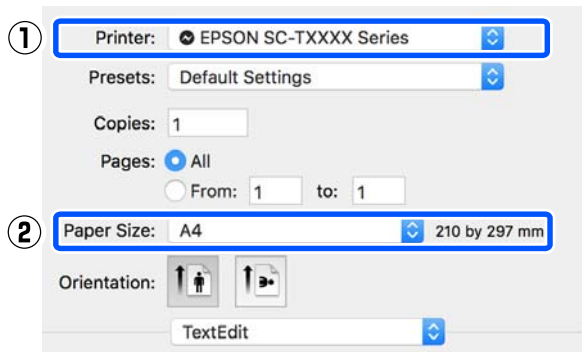 ① Printer: EPSON SC-TXXXX Series
Presets: Default Settings
Copies: 1
Pages: All
From: 1 to: 1
② Paper Size: A4 210 by 297 mm
Orientation:
TextEdit